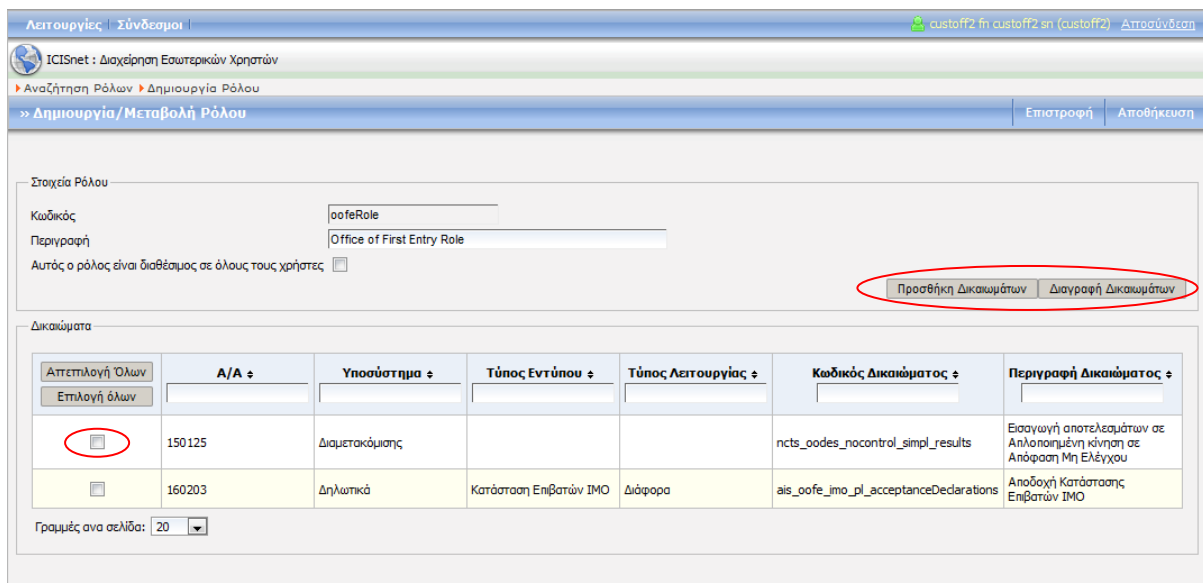 Λειτουργίες Σύνδεσμοι custoff2 fn custoff2 sn (custoff2) Αποσύνδεση
ICISnet : Διαχείρηση Εσωτερικών Χρηστών
Αναζήτηση Ρόλων Δημιουργία Ρόλου
» Δημιουργία/Μεταβολή Ρόλου Επιστροφή Αποθήκευση
Στοιχεία Ρόλου
Κωδικός oofeRole
Περιγραφή Office of First Entry Role
Αυτός ο ρόλος είναι διαθέσιμος σε όλους τους χρήστες
Προσθήκη Δικαιωμάτων Διαγραφή Δικαιωμάτων
Δικαιώματα
Απεπιλογή Όλων Α/Α Υποσύστημα Τύπος Εντύπου Τύπος Λειτουργίας Κωδικός Δικαιώματος Περιγραφή Δικαιώματος
Επιλογή όλων
150125 Διαμετακόμισης ncts_oodes_nocontrol_simpl_results Εισαγωγή αποτελεσμάτων σε
Απλοποιημένη κίνηση σε
Απόφαση Μη Ελέγχου
160203 Δηλωτικά Κατάσταση Επιβατών ΙΜΟ Διάφορα ais_oofe_imo_pl_acceptanceDeclarations Αποδοχή Κατάστασης
Επιβατών ΙΜΟ
Γραμμές ανα σελίδα: 20